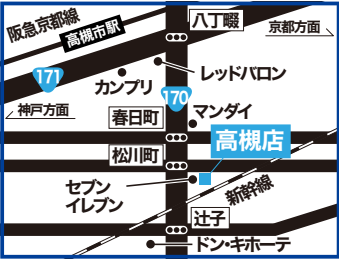 阪急京都線
高槻市駅
八丁畷
京都方面
171
カンプリ
レッドバロン
神戸方面
170
マンダイ
春日町
高槻店
松川町
セブン
イレブン
新幹線
辻子
ドン・キホーテ